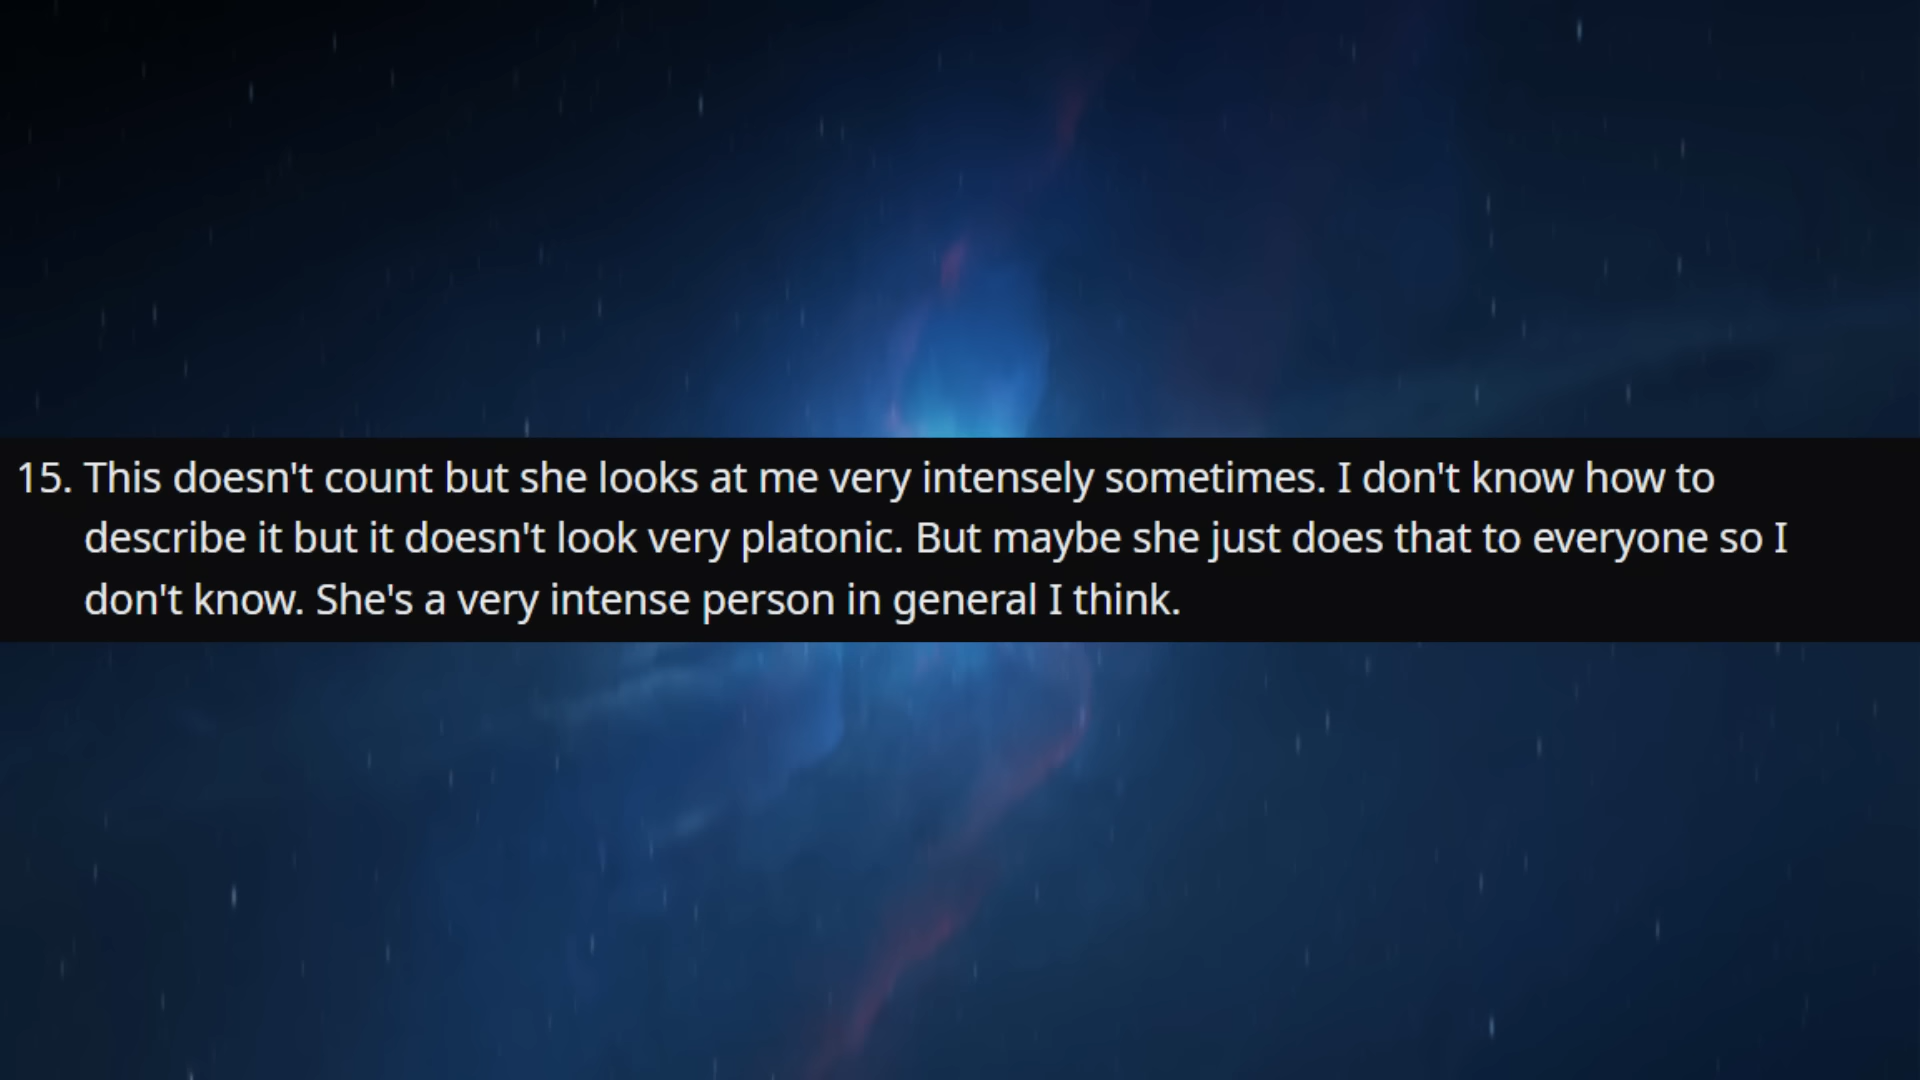 15. This doesn't count but she looks at me very intensely sometimes. I don't know how to
describe it but it doesn't look very platonic. But maybe she just does that to everyone so I
don't know. She's a very intense person in general I think.